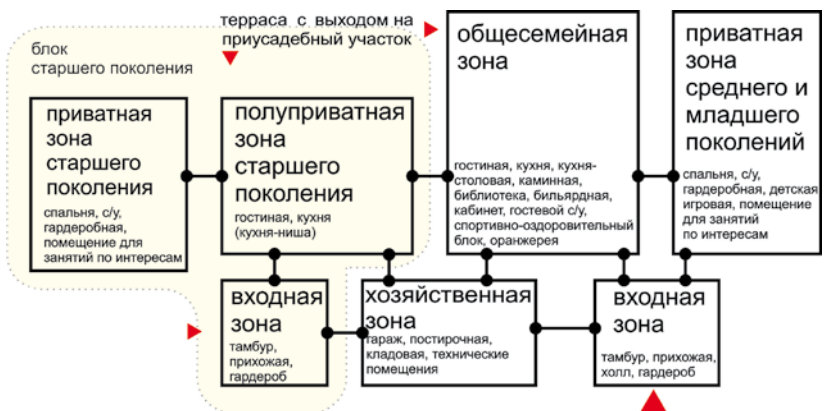 терраса с выходом на
приусадебный участок
блок
старшего поколения
приватная
зона
старшего
поколения
спальня, с/у,
гардеробная,
помещение для
занятий по интересам
полуприватная
зона
старшего
поколения
гостиная, кухня
(кухня-ниша)
общесемейная
зона
гостиная, кухня, кухня-
столовая, каминная,
библиотека, бильярдная,
кабинет, гостевой с/у,
спортивно-оздоровительный
блок, оранжерея
приватная
зона
среднего и
младшего
поколений
спальня, с/у,
гардеробная, детская
игровая, помещение
для занятий
по интересам
входная
зона
тамбур,
прихожая,
гардероб
хозяйственная
зона
гараж, постирочная,
кладовая, технические
помещения
входная
зона
тамбур, прихожая,
холл, гардероб